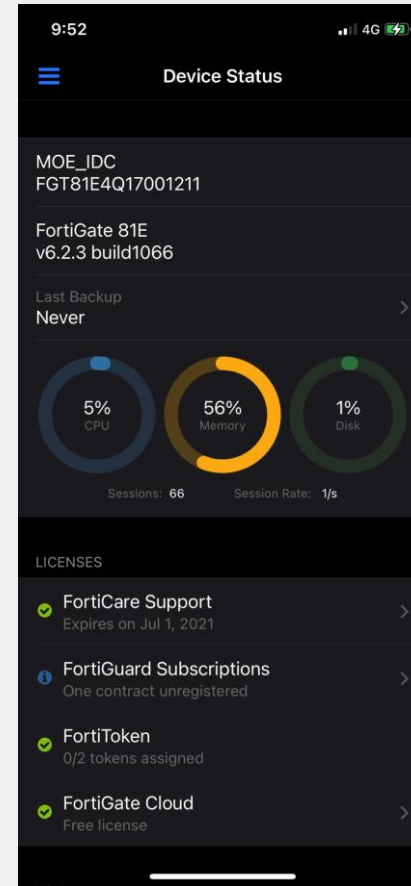 9:52
4G
Device Status
MOE_IDC
FGT81E4Q17001211
FortiGate 81E
v6.2.3 build1066
Last Backup
Never
5%
CPU
56%
Memory
1%
Disk
Sessions: 66
Session Rate: 1/s
LICENSES
FortiCare Support
Expires on Jul 1, 2021
FortiGuard Subscriptions
One contract unregistered
FortiToken
0/2 tokens assigned
FortiGate Cloud
Free license